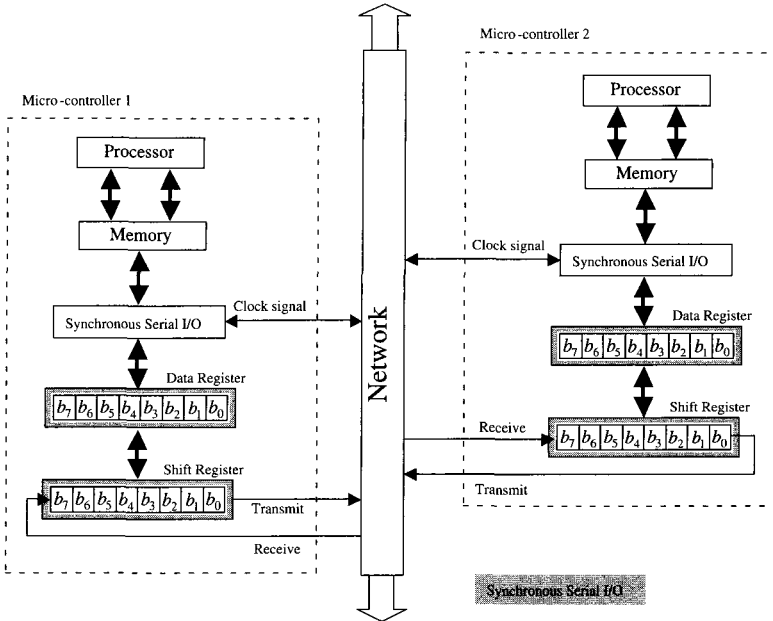 Micro-controller 1
Processor
Memory
Synchronous Serial I/O
Clock signal
Data Register
b7 b6 b5 b4 b3 b2 b1 b0
Shift Register
b7 b6 b5 b4 b3 b2 b1 b0
Transmit
Receive
Network
Micro-controller 2
Processor
Memory
Clock signal
Synchronous Serial I/O
Data Register
b7 b6 b5 b4 b3 b2 b1 b0
Shift Register
Receive
b7 b6 b5 b4 b3 b2 b1 b0
Transmit
Synchronous Serial I/O